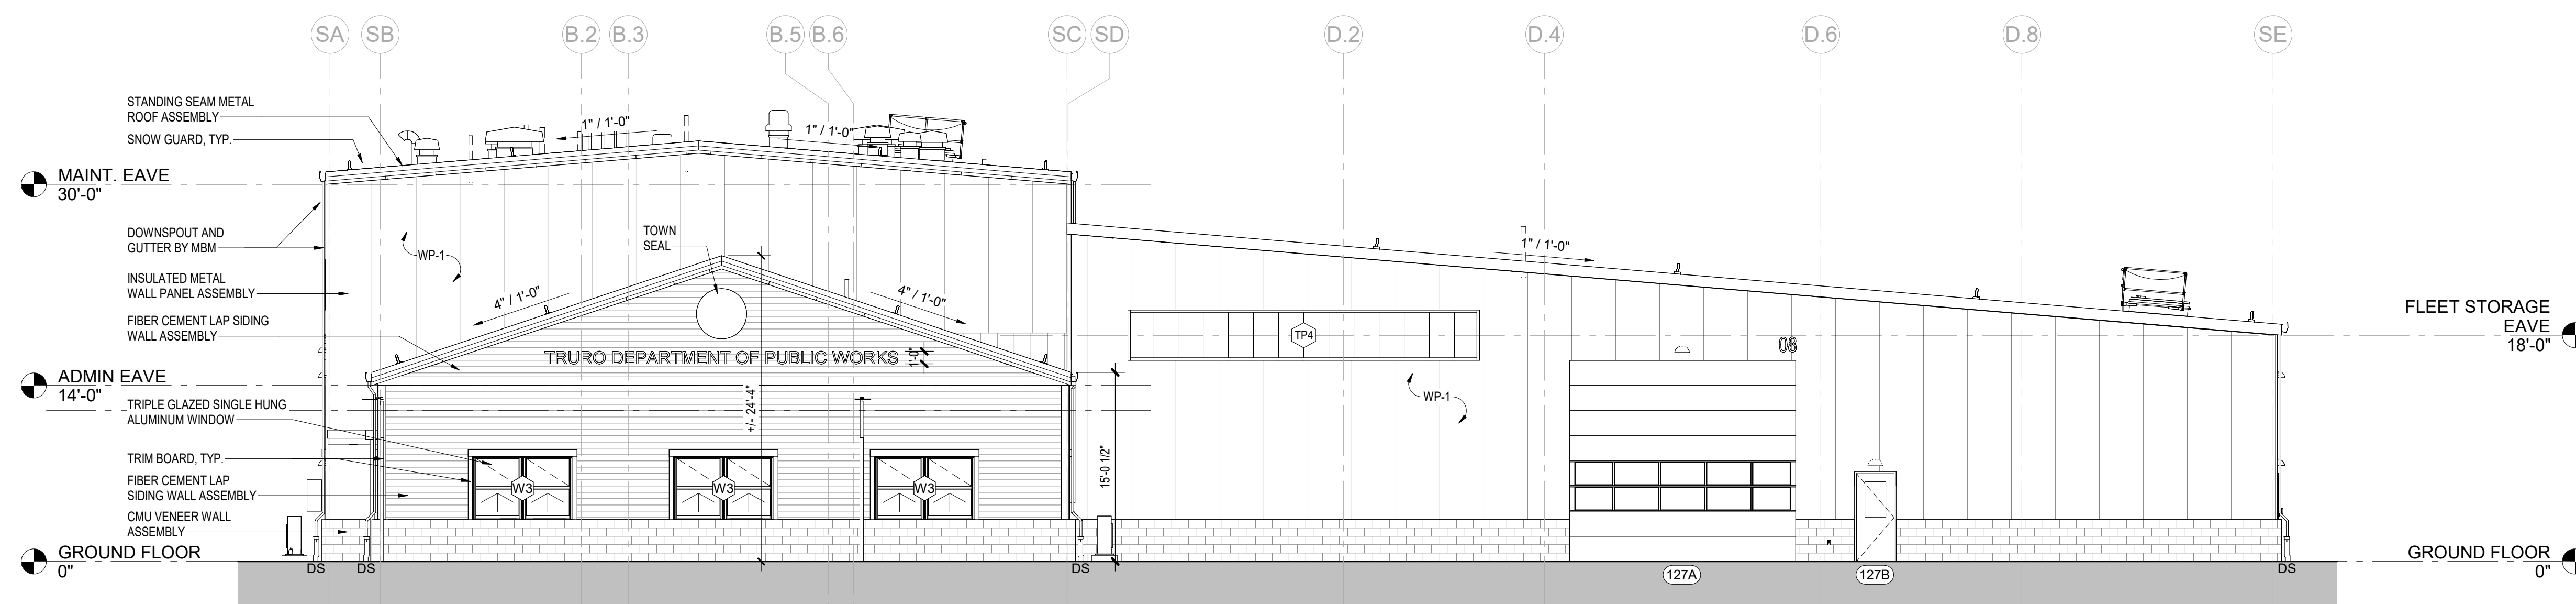 SA
SB
B.2
B.3
B.5
B.6
SC
SD
D.2
D.4
D.6
D.8
SE
STANDING SEAM METAL
ROOF ASSEMBLY
SNOW GUARD, TYP.
1" / 1'-0"
1" / 1'-0"
MAINT. EAVE
30'-0"
DOWNSPOUT AND
GUTTER BY MBM
WP-1
TOWN
SEAL
1" / 1'-0"
INSULATED METAL
WALL PANEL ASSEMBLY
4" / 1'-0"
4" / 1'-0"
FIBER CEMENT LAP SIDING
WALL ASSEMBLY
TP4
08
FLEET STORAGE
EAVE
18'-0"
TRURO DEPARTMENT OF PUBLIC WORKS
1'-0"
ADMIN EAVE
14'-0"
+/- 24'-4"
WP-1
TRIPLE GLAZED SINGLE HUNG
ALUMINUM WINDOW
TRIM BOARD, TYP.
15'-0 1/2"
FIBER CEMENT LAP
SIDING WALL ASSEMBLY
W3
W3
W3
CMU VENEER WALL
ASSEMBLY
GROUND FLOOR
0"
DS
DS
DS
127A
127B
DS
GROUND FLOOR
0"